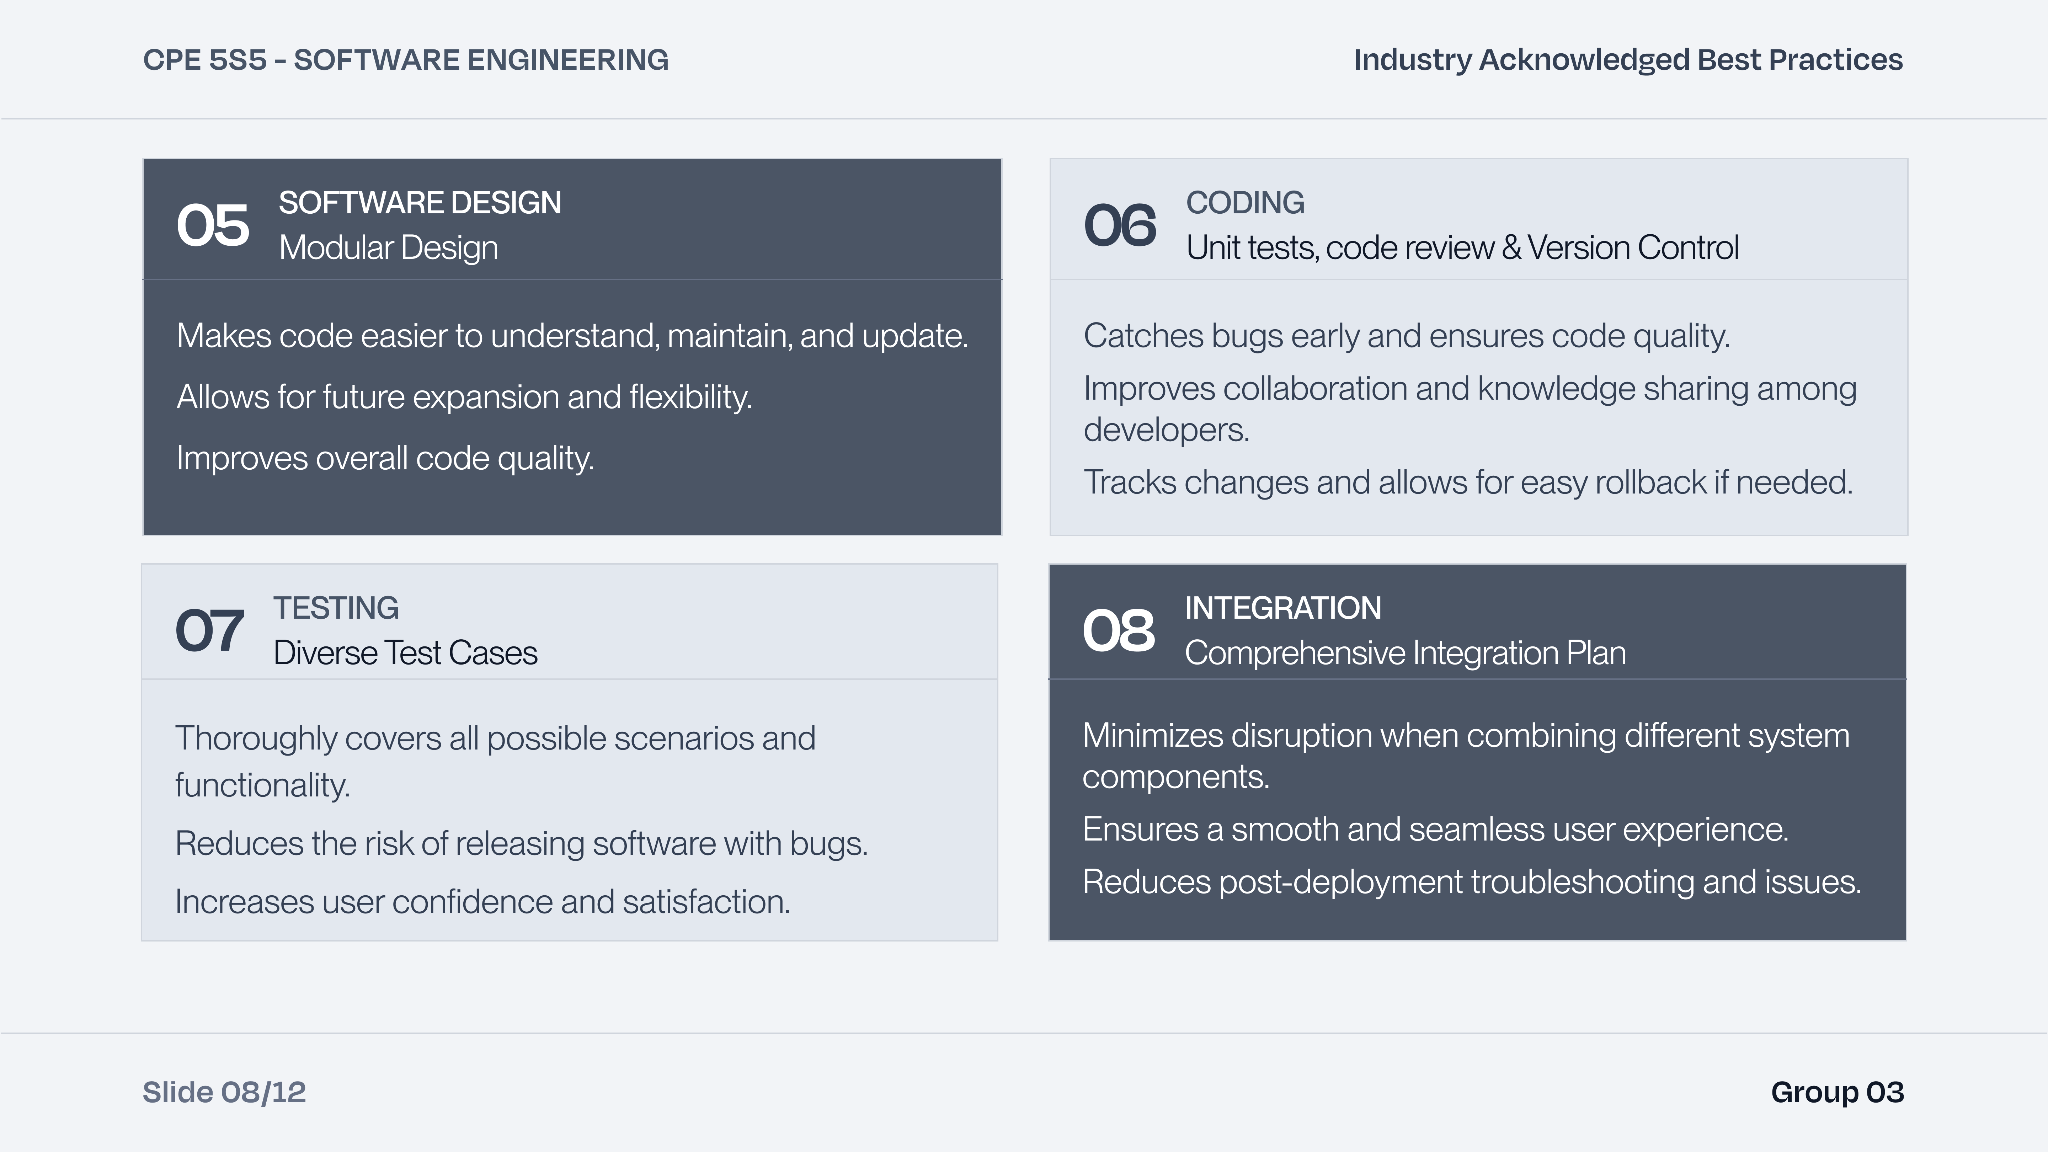 CPE 5S5 - SOFTWARE ENGINEERING
Industry Acknowledged Best Practices
05
SOFTWARE DESIGN
Modular Design
Makes code easier to understand, maintain, and update.
Allows for future expansion and flexibility.
Improves overall code quality.
06
CODING
Unit tests, code review & Version Control
Catches bugs early and ensures code quality.
Improves collaboration and knowledge sharing among
developers.
Tracks changes and allows for easy rollback if needed.
07
TESTING
Diverse Test Cases
Thoroughly covers all possible scenarios and
functionality.
Reduces the risk of releasing software with bugs.
Increases user confidence and satisfaction.
08
INTEGRATION
Comprehensive Integration Plan
Minimizes disruption when combining different system
components.
Ensures a smooth and seamless user experience.
Reduces post-deployment troubleshooting and issues.
Slide 08/12
Group 03